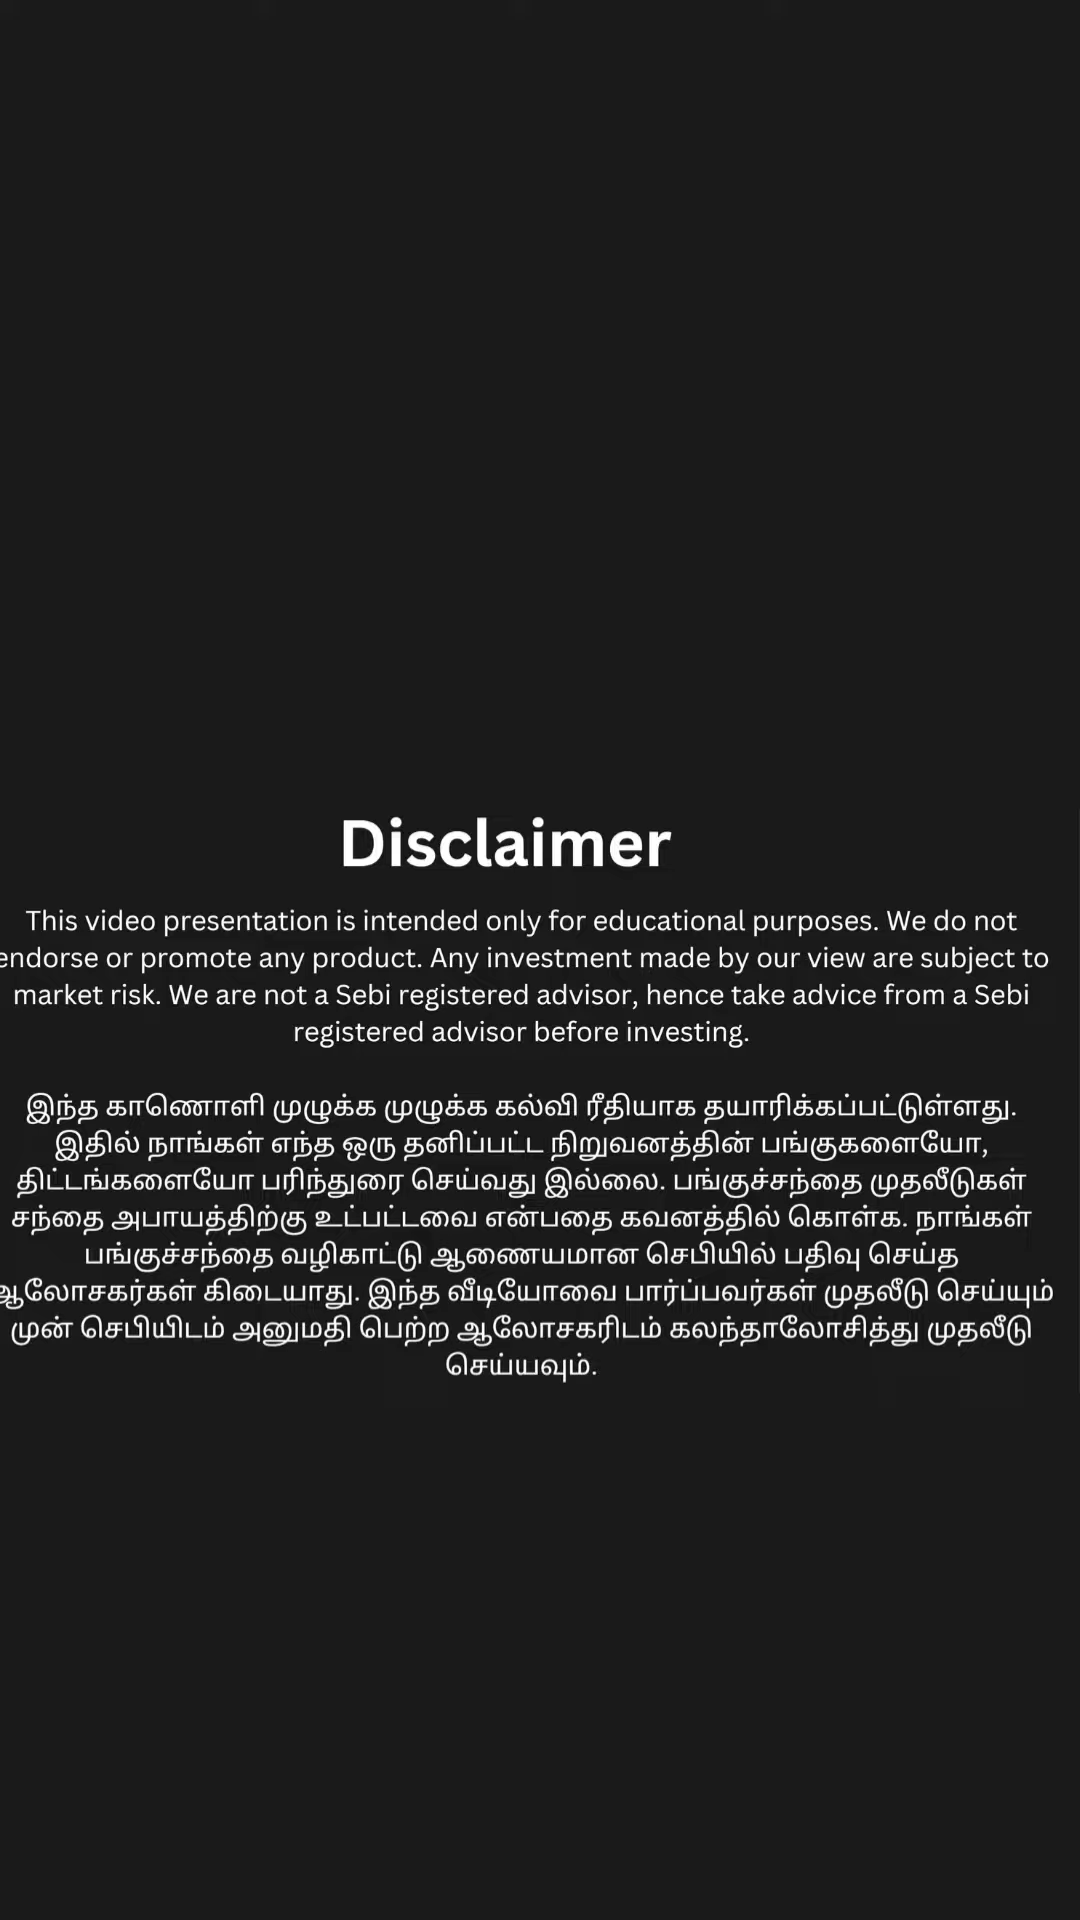 Disclaimer
This video presentation is intended only for educational purposes. We do not
endorse or promote any product. Any investment made by our view are subject to
market risk. We are not a Sebi registered advisor, hence take advice from a Sebi
registered advisor before investing.
இந்த காணொளி முழுக்க முழுக்க கல்வி ரீதியாக தயாரிக்கப்பட்டுள்ளது.
இதில் நாங்கள் எந்த ஒரு தனிப்பட்ட நிறுவனத்தின் பங்குகளையோ,
திட்டங்களையோ பரிந்துரை செய்வது இல்லை. பங்குச்சந்தை முதலீடுகள்
சந்தை அபாயத்திற்கு உட்பட்டவை என்பதை கவனத்தில் கொள்க. நாங்கள்
பங்குச்சந்தை வழிகாட்டு ஆணையமான செபியில் பதிவு செய்த
ஆலோசகர்கள் கிடையாது. இந்த வீடியோவை பார்ப்பவர்கள் முதலீடு செய்யும்
முன் செபியிடம் அனுமதி பெற்ற ஆலோசகரிடம் கலந்தாலோசித்து முதலீடு
செய்யவும்.